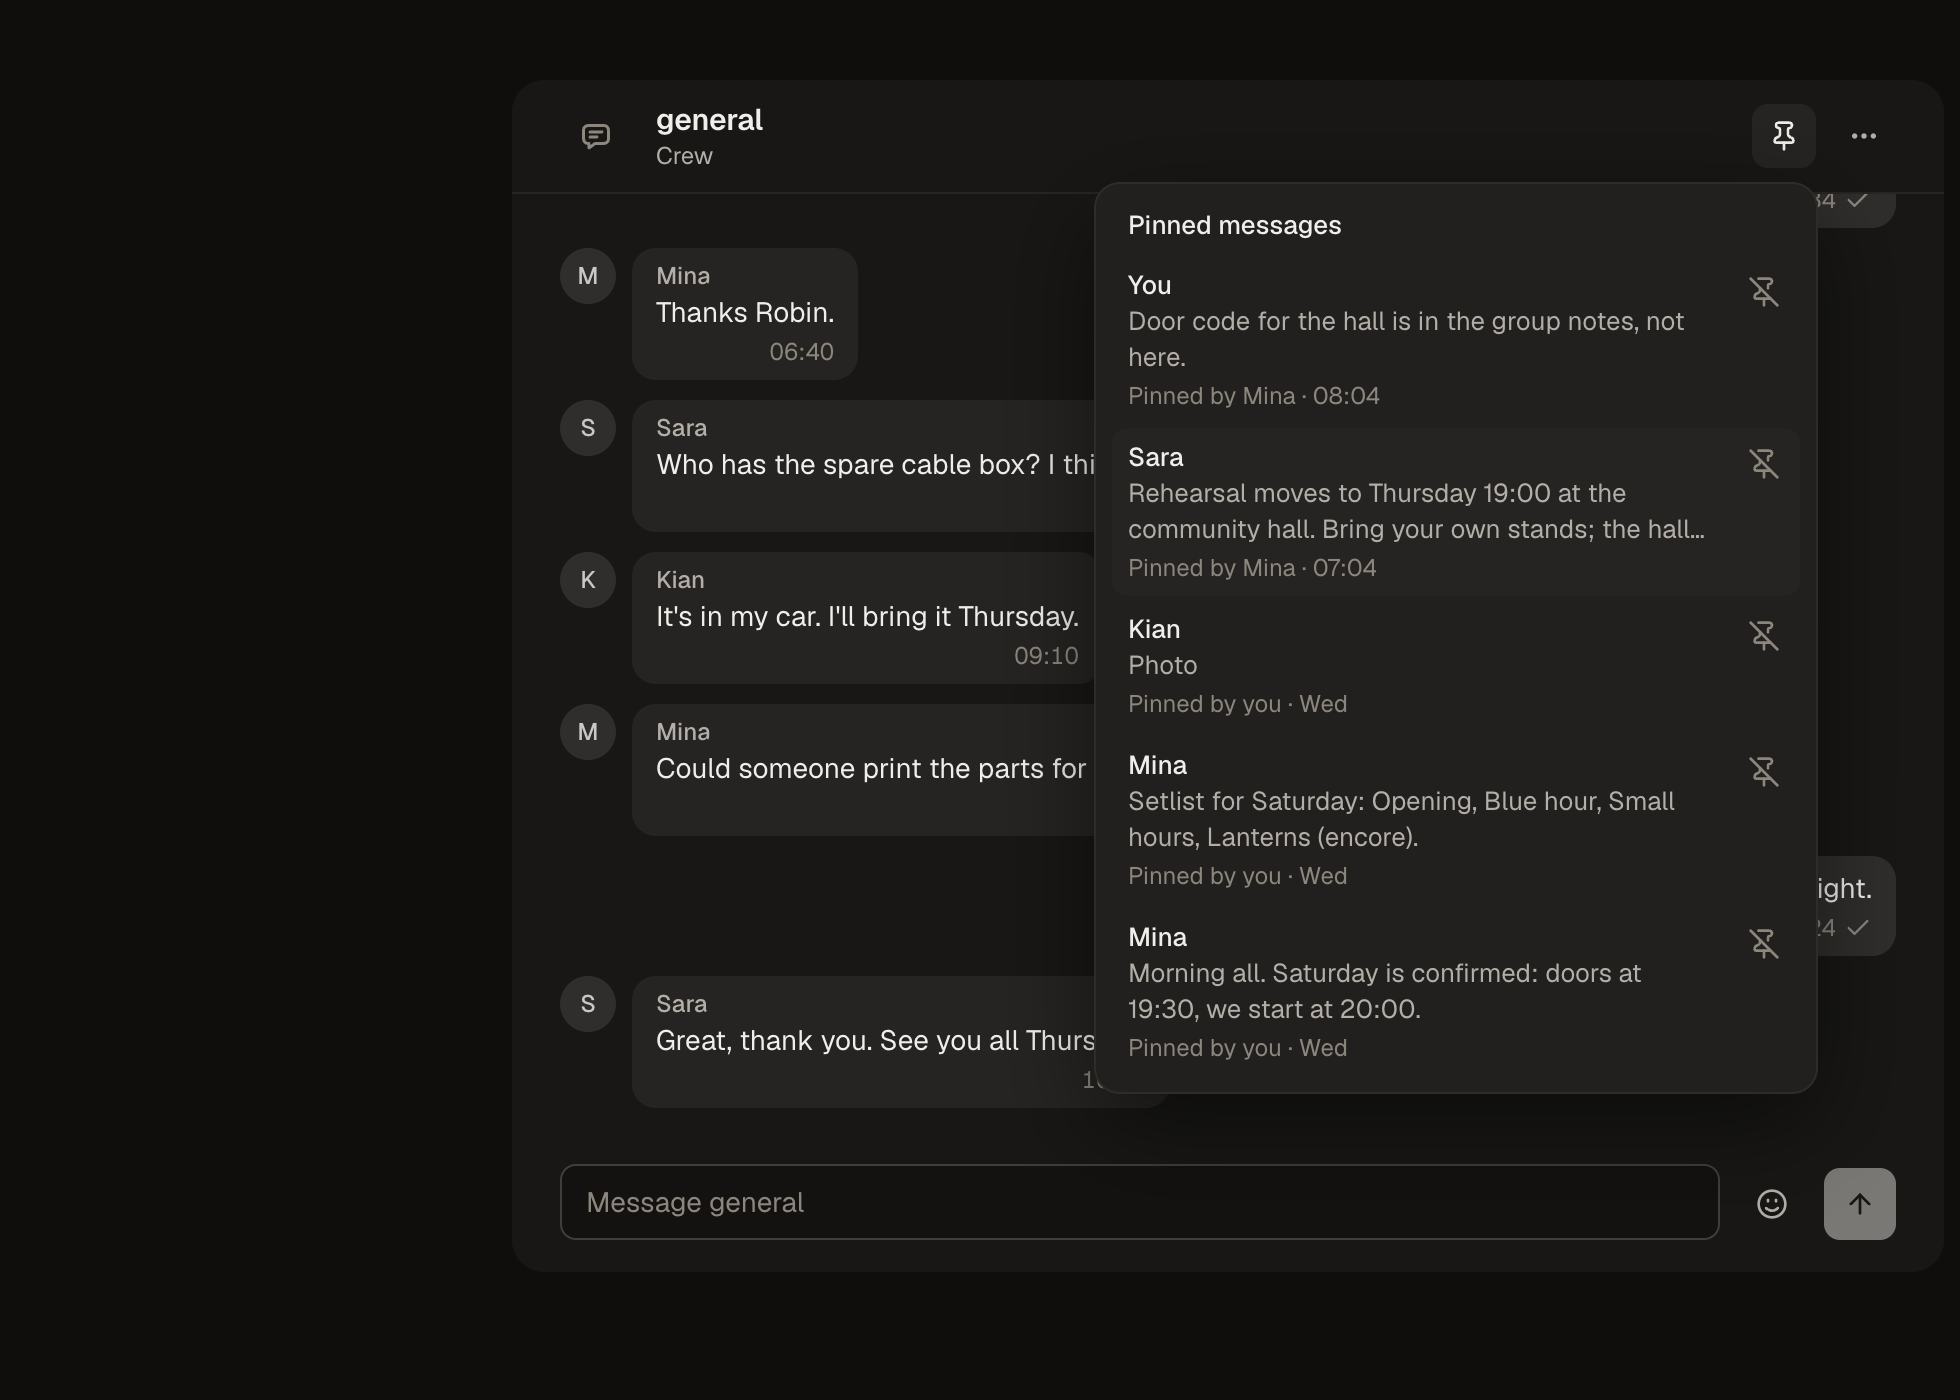 general
Crew
34
M
Mina
Thanks Robin.
06:40
S
Sara
Who has the spare cable box? I
K
Kian
It's in my car. I'll bring it Thursday.
09:10
M
Mina
Could someone print the parts for
S
Sara
Great, thank you. See you all
Pinned messages
You
Door code for the hall is in the group notes, not
here.
Pinned by Mina · 08:04
Sara
Rehearsal moves to Thursday 19:00 at the
community hall. Bring your own stands; the hall...
Pinned by Mina · 07:04
Kian
Photo
Pinned by you · Wed
Mina
Setlist for Saturday: Opening, Blue hour, Small
hours, Lanterns (encore).
Pinned by you · Wed
Mina
Morning all. Saturday is confirmed: doors at
19:30, we start at 20:00.
Pinned by you · Wed
Message general